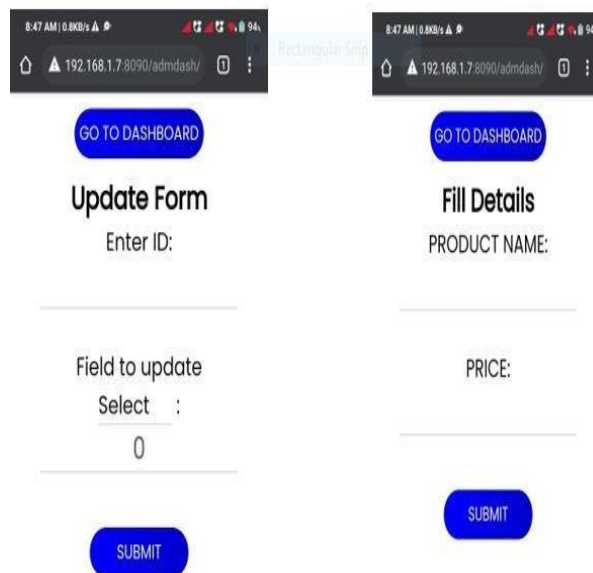 8:47 AM | 0.8KB/s
94
192.168.1.7:8090/admdash/
1
GO TO DASHBOARD
Update Form
Enter ID:
Field to update
Select :
0
SUBMIT
Rectangular Snip
8:47 AM | 0.8KB/s
94
192.168.1.7:8090/admdash/
1
GO TO DASHBOARD
Fill Details
PRODUCT NAME:
PRICE:
SUBMIT